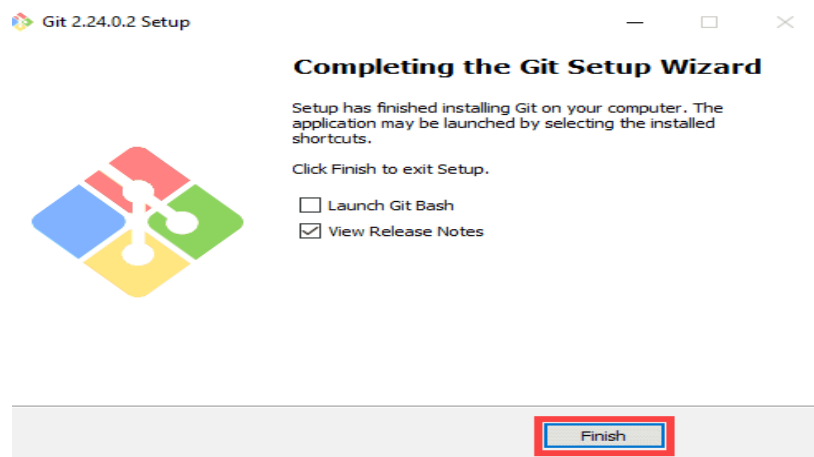 Git 2.24.0.2 Setup
Completing the Git Setup Wizard
Setup has finished installing Git on your computer. The
application may be launched by selecting the installed
shortcuts.
Click Finish to exit Setup.
Launch Git Bash
View Release Notes
Finish